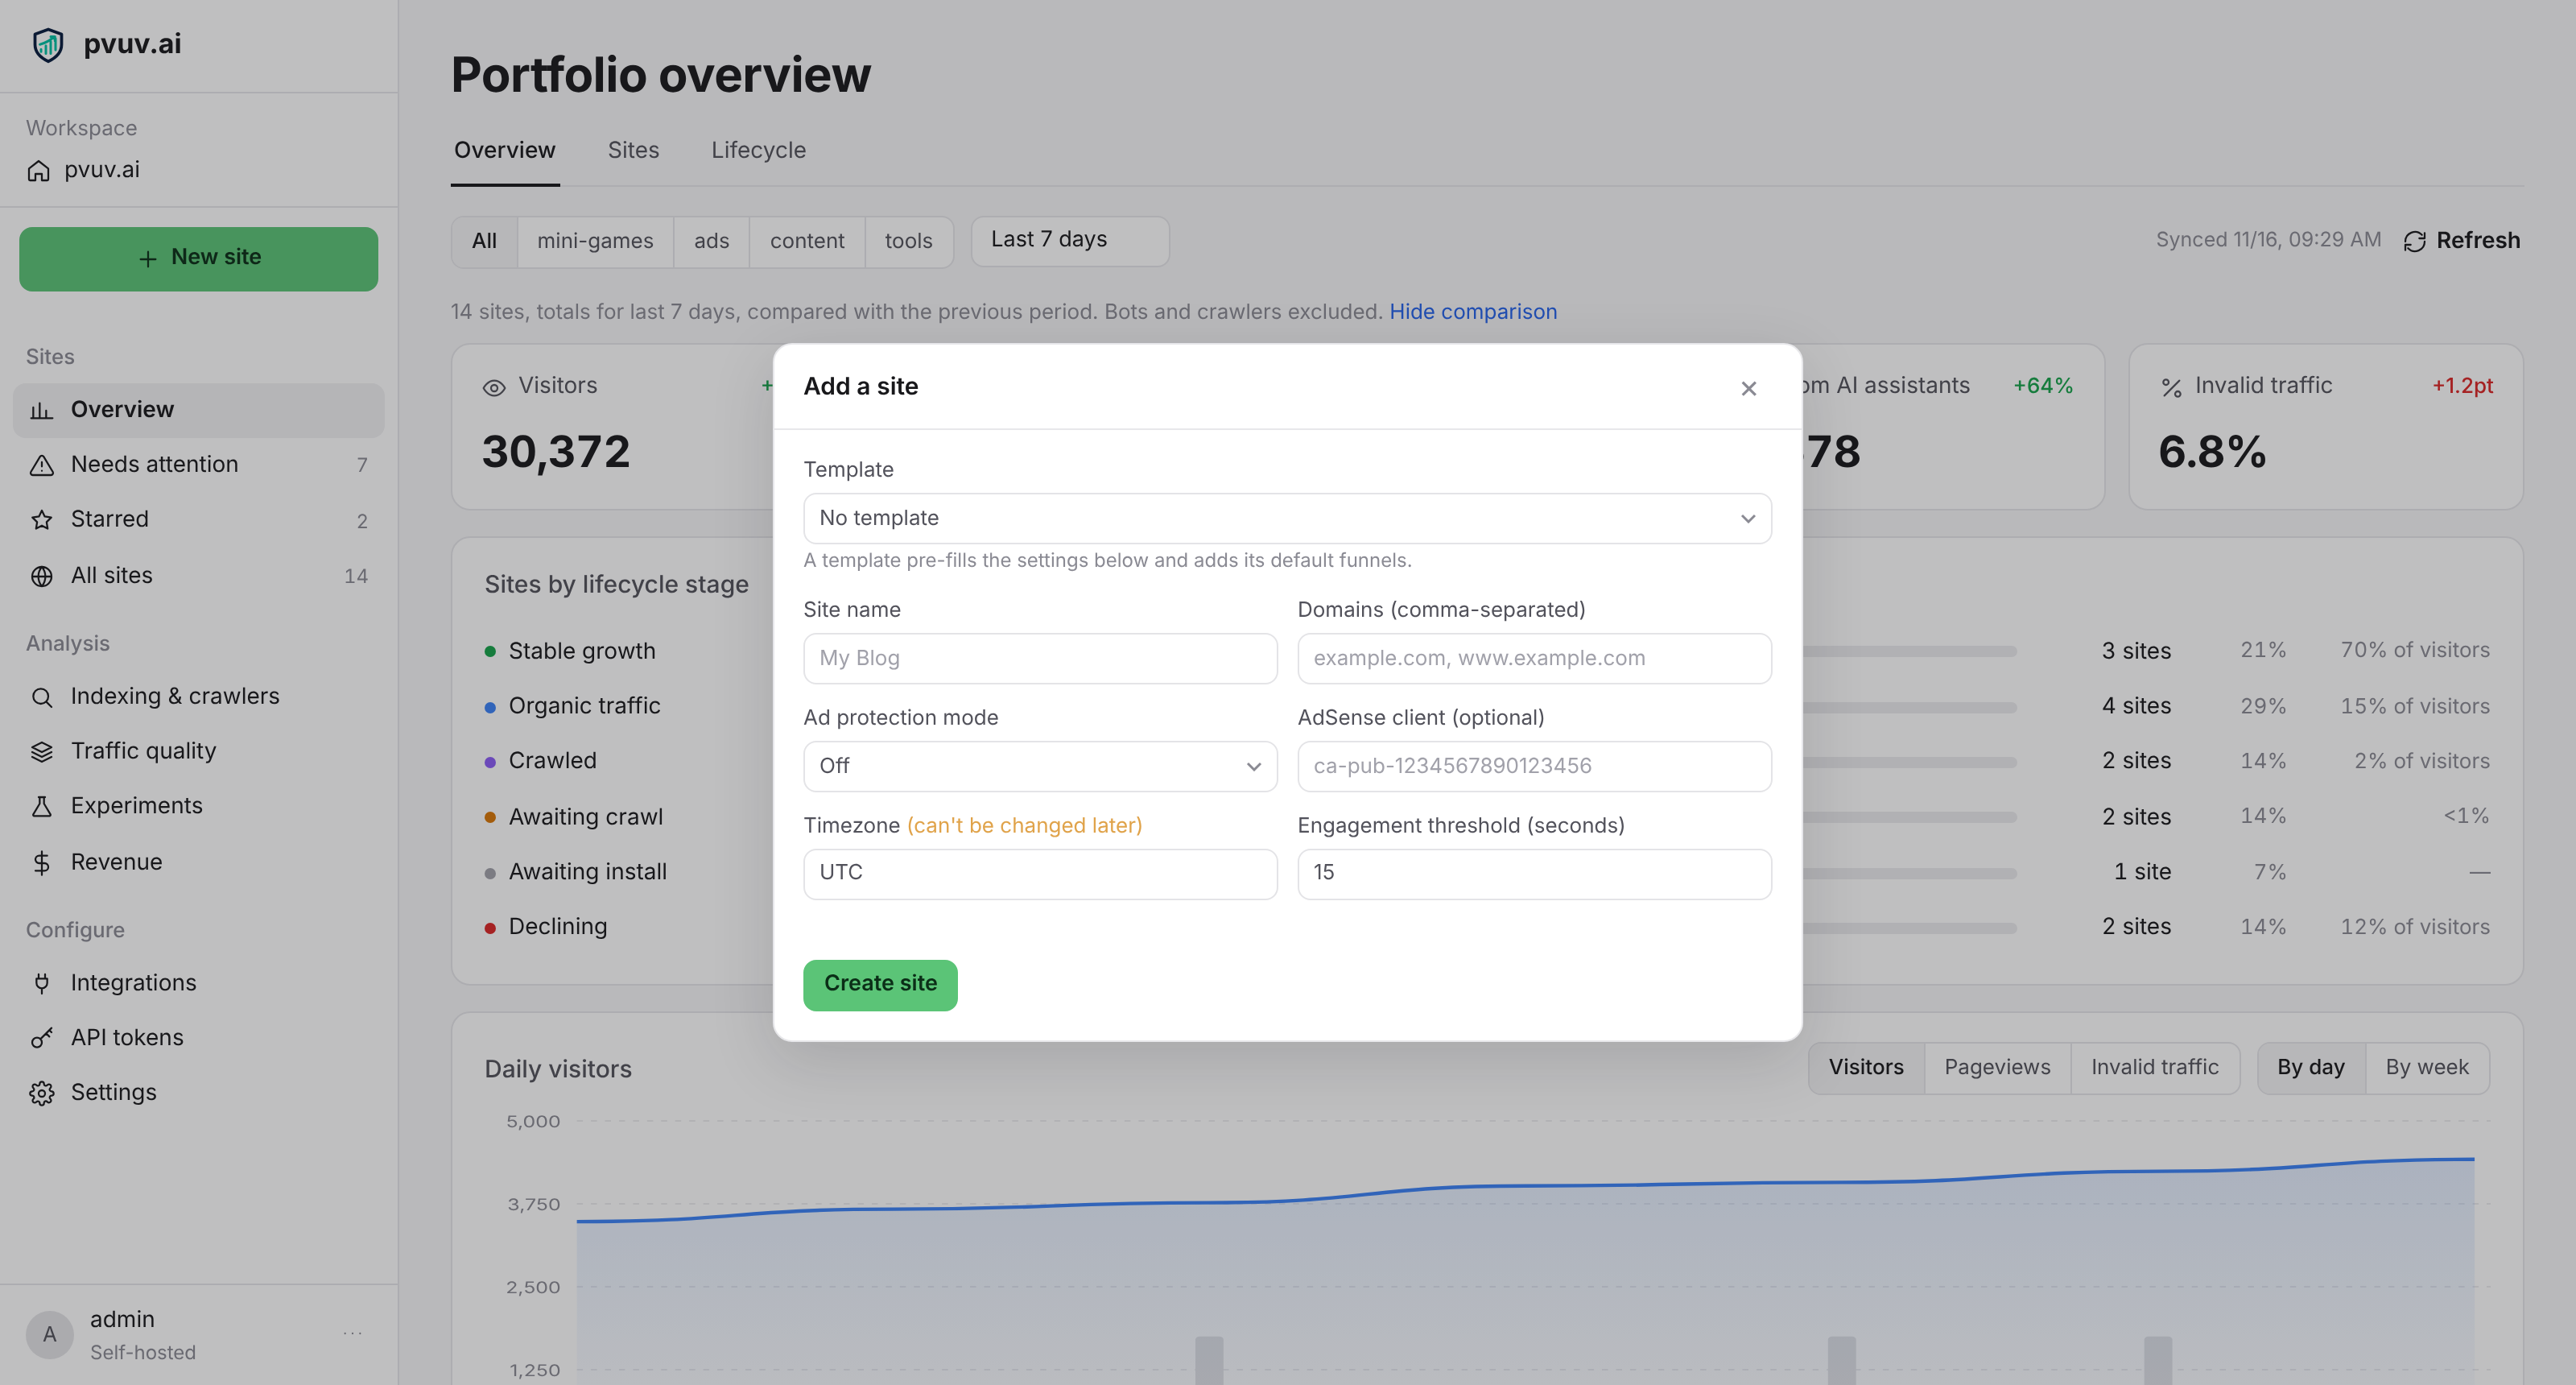 pvuv.ai
Workspace
pvuv.ai
+ New site
Sites
Overview
Needs attention 7
Starred 2
All sites 14
Analysis
Indexing & crawlers
Traffic quality
Experiments
Revenue
Configure
Integrations
API tokens
Settings
A
admin
Self-hosted
...
Portfolio overview
Overview Sites Lifecycle
All mini-games ads content tools Last 7 days
Synced 11/16, 09:29 AM Refresh
14 sites, totals for last 7 days, compared with the previous period. Bots and crawlers excluded. Hide comparison
Visitors +
30,372
AI assistants +64%
78
Invalid traffic +1.2pt
6.8%
Add a site
Template
No template
A template pre-fills the settings below and adds its default funnels.
Site name
My Blog
Domains (comma-separated)
example.com, www.example.com
Ad protection mode
Off
AdSense client (optional)
ca-pub-1234567890123456
Timezone (can't be changed later)
UTC
Engagement threshold (seconds)
15
Create site
Sites by lifecycle stage
Stable growth 3 sites 21% 70% of visitors
Organic traffic 4 sites 29% 15% of visitors
Crawled 2 sites 14% 2% of visitors
Awaiting crawl 2 sites 14% <1%
Awaiting install 1 site 7% —
Declining 2 sites 14% 12% of visitors
Daily visitors
Visitors Pageviews Invalid traffic By day By week
5,000
3,750
2,500
1,250